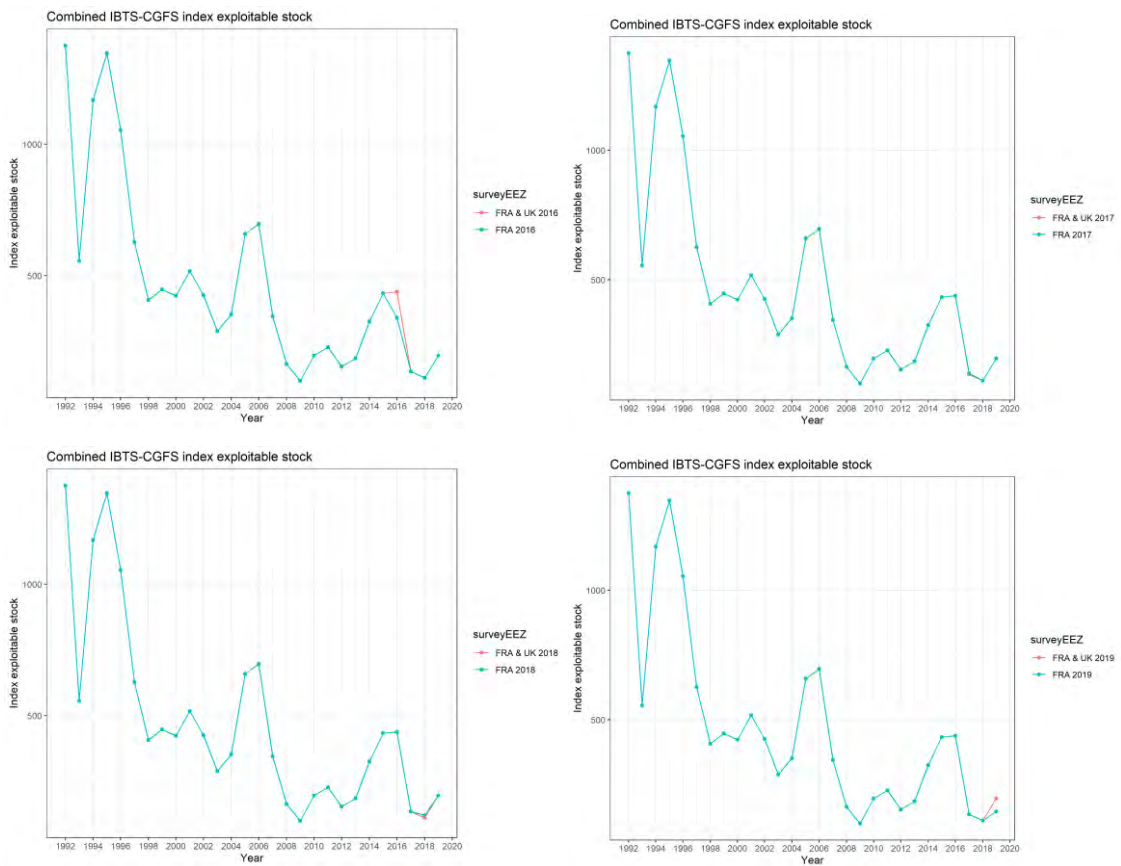 Combined IBTS-CGFS index exploitable stock
Index exploitable stock
1000
500
surveyEEZ
FRA & UK 2016
FRA 2016
1992 1994 1996 1998 2000 2002 2004 2006 2008 2010 2012 2014 2016 2018 2020
Year
Combined IBTS-CGFS index exploitable stock
Index exploitable stock
1000
500
surveyEEZ
FRA & UK 2017
FRA 2017
1992 1994 1996 1998 2000 2002 2004 2006 2008 2010 2012 2014 2016 2018 2020
Year
Combined IBTS-CGFS index exploitable stock
Index exploitable stock
1000
500
surveyEEZ
FRA & UK 2018
FRA 2018
1992 1994 1996 1998 2000 2002 2004 2006 2008 2010 2012 2014 2016 2018 2020
Year
Combined IBTS-CGFS index exploitable stock
Index exploitable stock
1000
500
surveyEEZ
FRA & UK 2019
FRA 2019
1992 1994 1996 1998 2000 2002 2004 2006 2008 2010 2012 2014 2016 2018 2020
Year